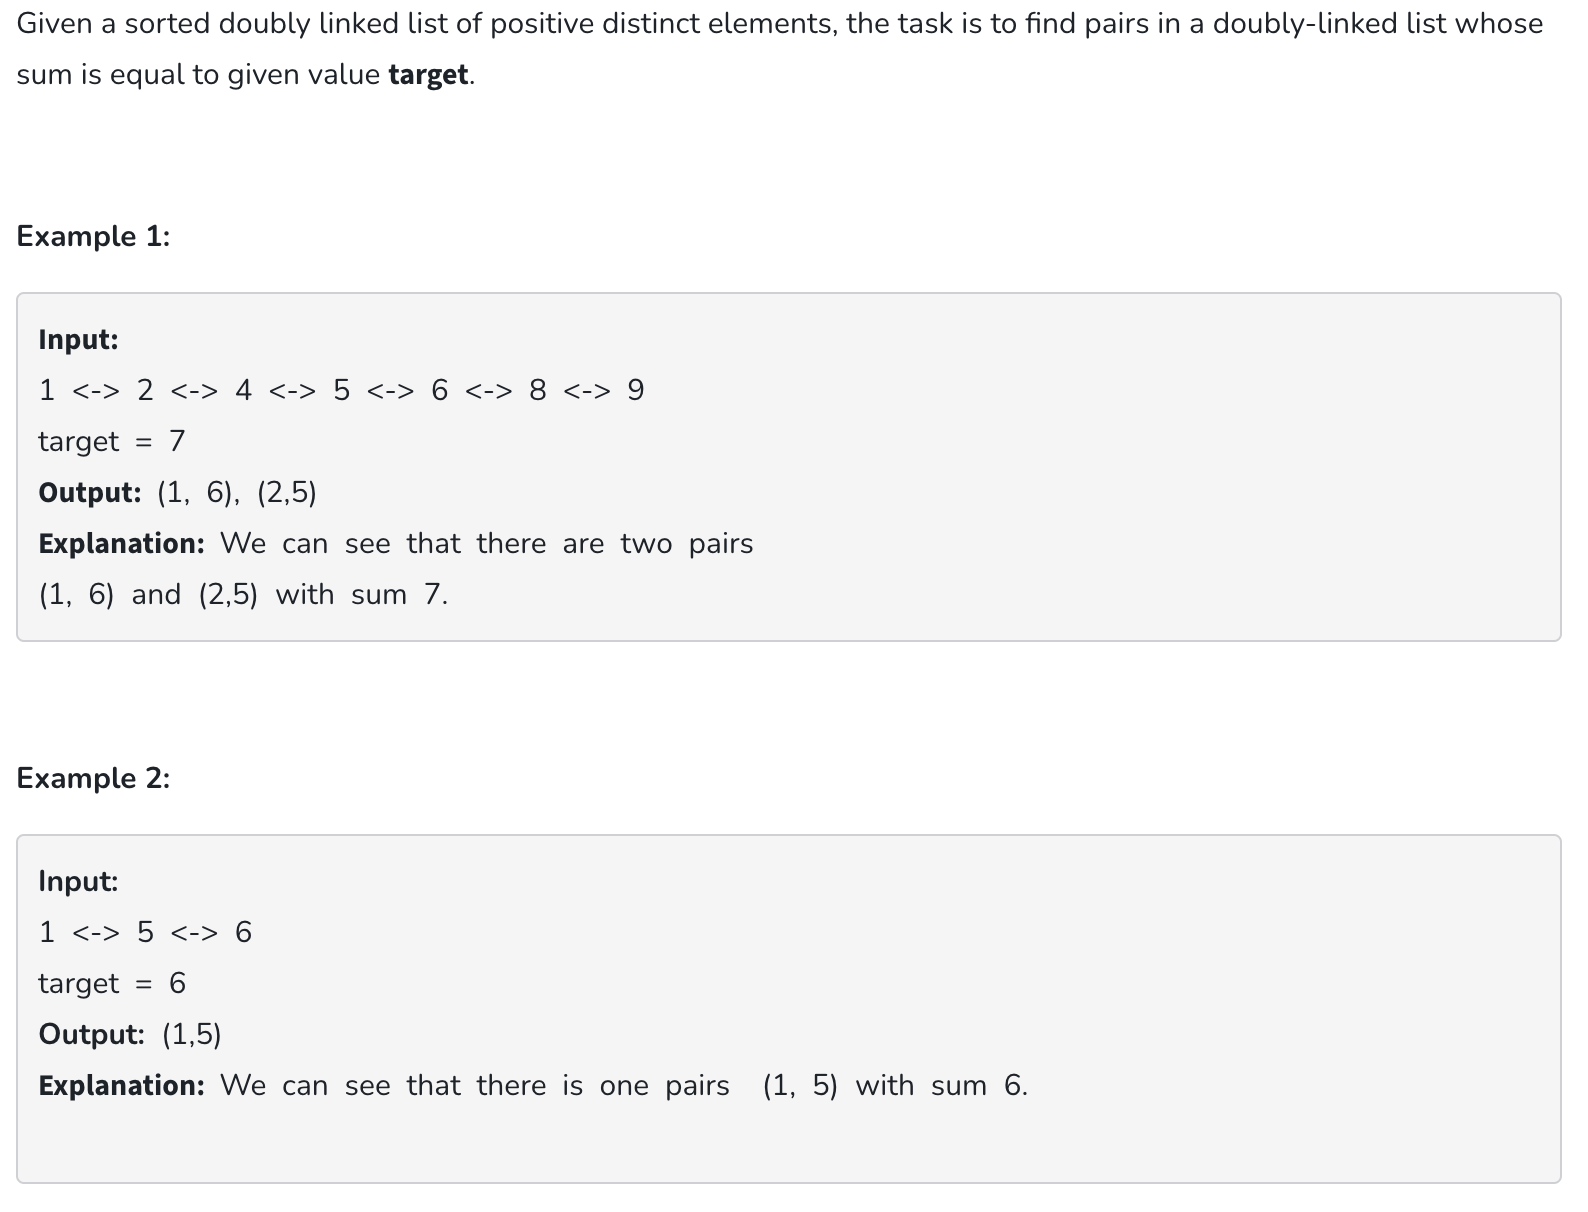 Given a sorted doubly linked list of positive distinct elements, the task is to find pairs in a doubly-linked list whose
sum is equal to given value target.
Example 1:
Input:
1 <-> 2 <-> 4 <-> 5 <-> 6 <-> 8 <-> 9
target = 7
Output: (1, 6), (2,5)
Explanation: We can see that there are two pairs
(1, 6) and (2,5) with sum 7.
Example 2:
Input:
1 <-> 5 <-> 6
target = 6
Output: (1,5)
Explanation: We can see that there is one pairs  (1, 5) with sum 6.